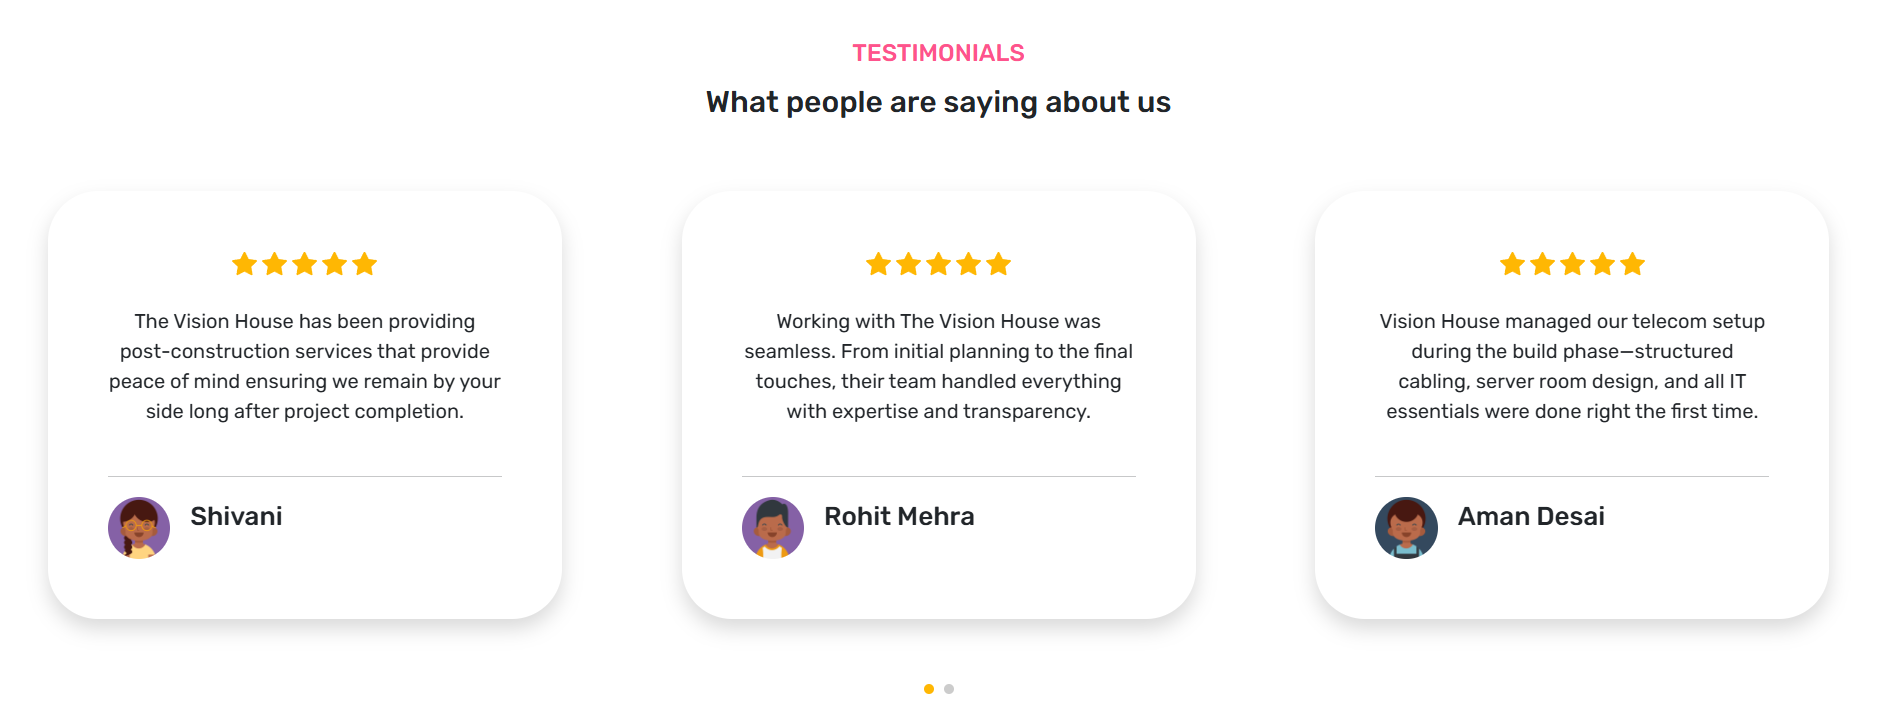 TESTIMONIALS
What people are saying about us
The Vision House has been providing
post-construction services that provide
peace of mind ensuring we remain by your
side long after project completion.
Shivani
Working with The Vision House was
seamless. From initial planning to the final
touches, their team handled everything
with expertise and transparency.
Rohit Mehra
Vision House managed our telecom setup
during the build phase—structured
cabling, server room design, and all IT
essentials were done right the first time.
Aman Desai